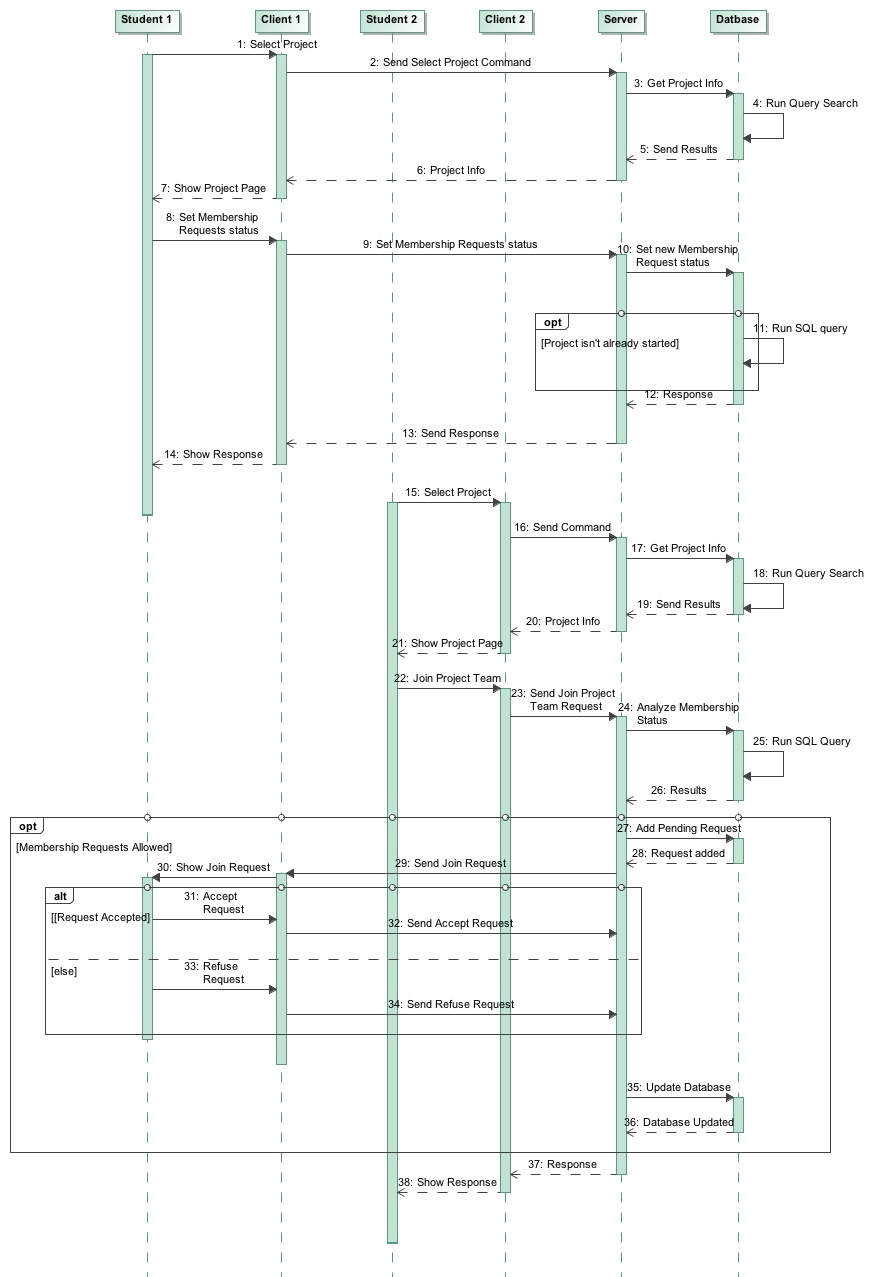 Student 1
Client 1
Student 2
Client 2
Server
Datbase
1: Select Project
2: Send Select Project Command
3: Get Project Info
4: Run Query Search
5: Send Results
6: Project Info
7: Show Project Page
8: Set Membership
Requests status
9: Set Membership Requests status
10: Set new Membership
Request status
opt
[Project isn't already started]
11: Run SQL query
12: Response
13: Send Response
14: Show Response
15: Select Project
16: Send Command
17: Get Project Info
18: Run Query Search
19: Send Results
20: Project Info
21: Show Project Page
22: Join Project Team
23: Send Join Project
Team Request
24: Analyze Membership
Status
25: Run SQL Query
26: Results
opt
[Membership Requests Allowed]
27: Add Pending Request
28: Request added
29: Send Join Request
30: Show Join Request
alt
[[Request Accepted]
31: Accept
Request
32: Send Accept Request
[else]
33: Refuse
Request
34: Send Refuse Request
35: Update Database
36: Database Updated
37: Response
38: Show Response